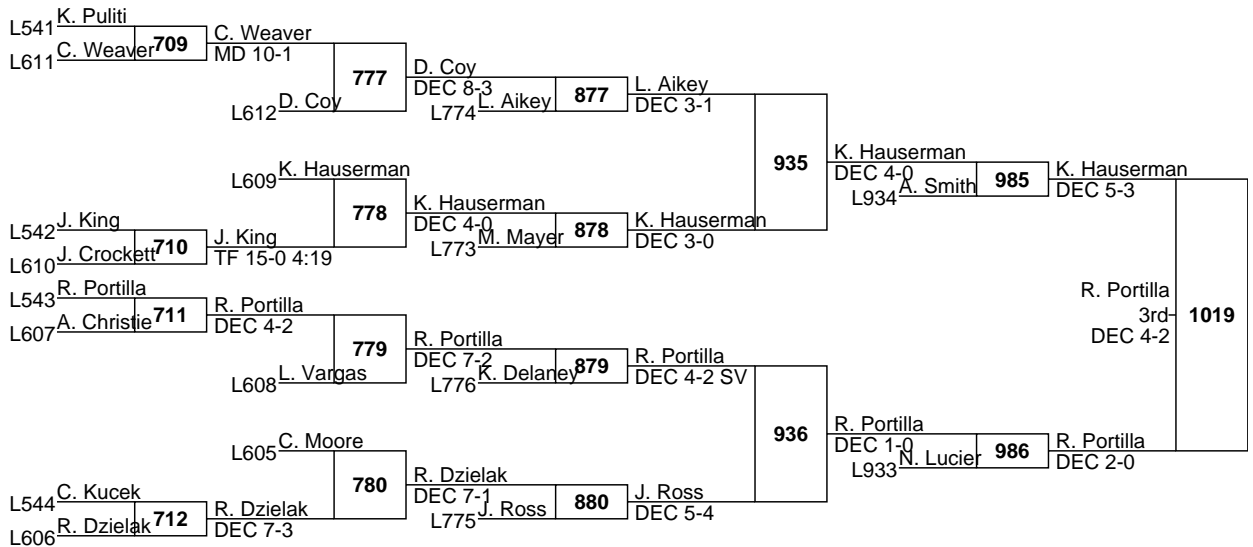 L541 K. Puliti
709
L611 C. Weaver
C. Weaver
MD 10-1
777
L612 D. Coy
D. Coy
DEC 8-3
L774 L. Aikey
877
L. Aikey
DEC 3-1
935
L609 K. Hauserman
778
L542 J. King
710
L610 J. Crockett
J. King
TF 15-0 4:19
K. Hauserman
DEC 4-0
L773 M. Mayer
878
K. Hauserman
DEC 3-0
K. Hauserman
DEC 4-0
L934 A. Smith
985
K. Hauserman
DEC 5-3
L543 R. Portilla
711
L607 A. Christie
R. Portilla
DEC 4-2
779
L608 L. Vargas
R. Portilla
DEC 7-2
L776 K. Delaney
879
R. Portilla
DEC 4-2 SV
936
L605 C. Moore
780
L544 C. Kucek
712
L606 R. Dzielak
R. Dzielak
DEC 7-3
R. Dzielak
DEC 7-1
L775 J. Ross
880
J. Ross
DEC 5-4
R. Portilla
DEC 1-0
L933 N. Lucier
986
R. Portilla
DEC 2-0
R. Portilla
3rd
DEC 4-2
1019